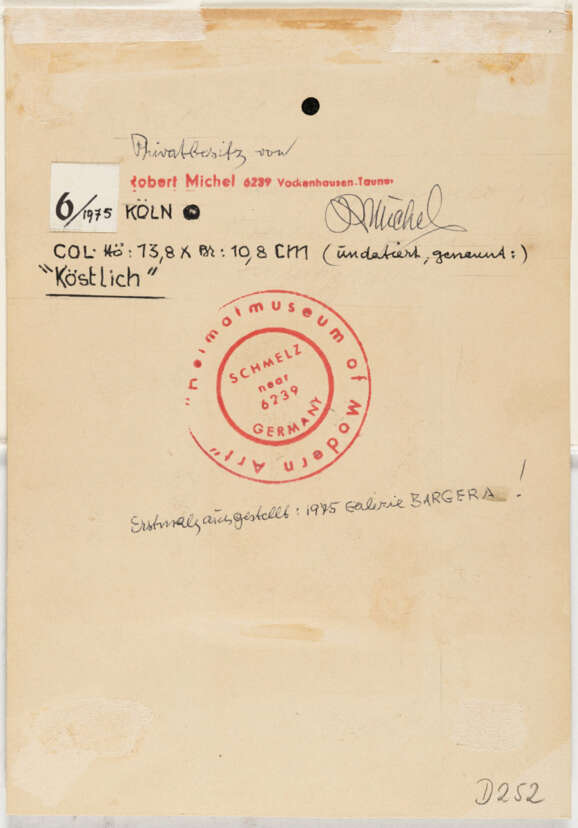 Privatbesitz von
Robert Michel 6239 Vockenhausen-Taunus
6/1975 KÖLN
RMichel
COL· Hö: 13,8 x Br: 10,8 CM (undatiert, genannt:)
"Köstlich"
"Heimatmuseum of Modern Art"
SCHMELZ
near
6239
GERMANY
Erstmalz ausgestellt: 1975 Galerie BARGERA!
D252